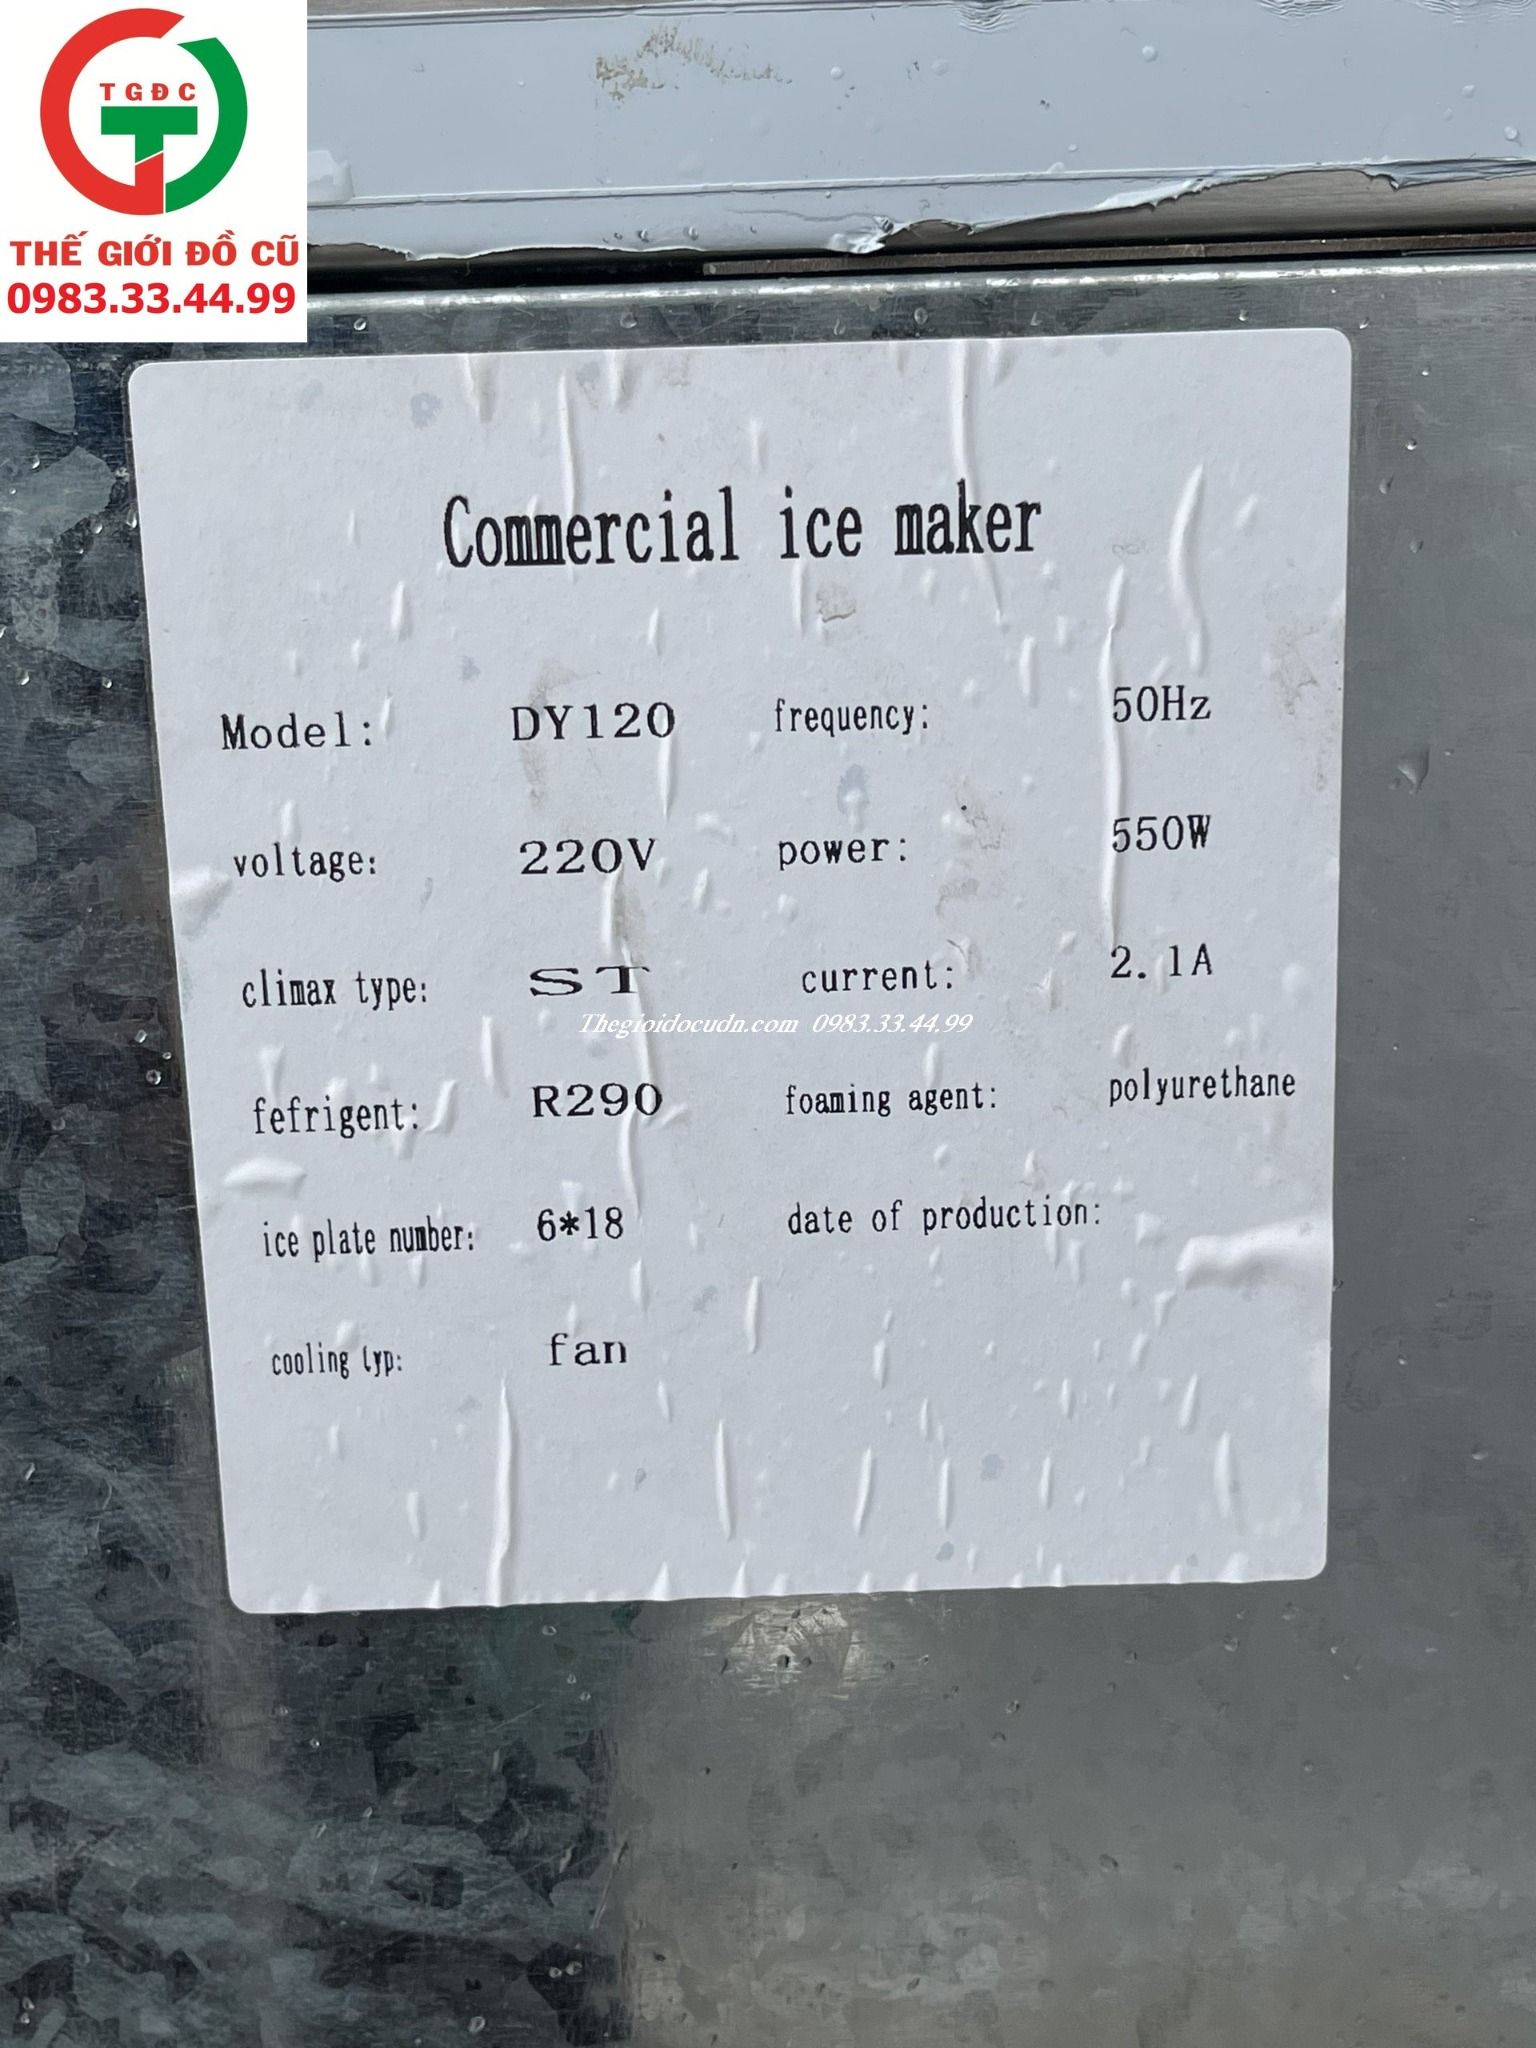 TGĐC
THẾ GIỚI ĐỒ CŨ
0983.33.44.99
Commercial ice maker
Model: DY120 frequency: 50Hz
voltage: 220V power: 550W
climax type: ST current: 2.1A
Thegioidocudn.com 0983.33.44.99
fefrigent: R290 foaming agent: polyurethane
ice plate number: 6*18 date of production:
cooling typ: fan